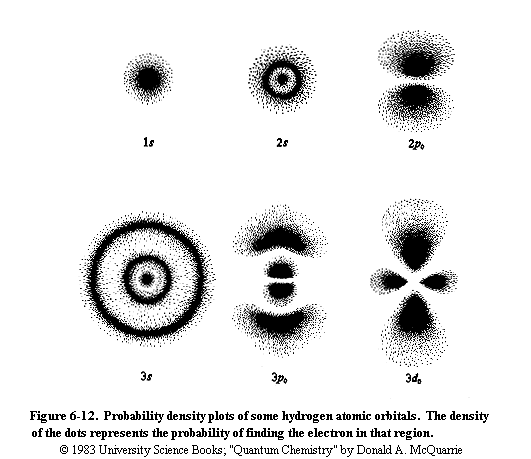 1s
2s
2p₀
3s
3p₀
3d₀
Figure 6-12. Probability density plots of some hydrogen atomic orbitals. The density
of the dots represents the probability of finding the electron in that region.
© 1983 University Science Books; "Quantum Chemistry" by Donald A. McQuarrie